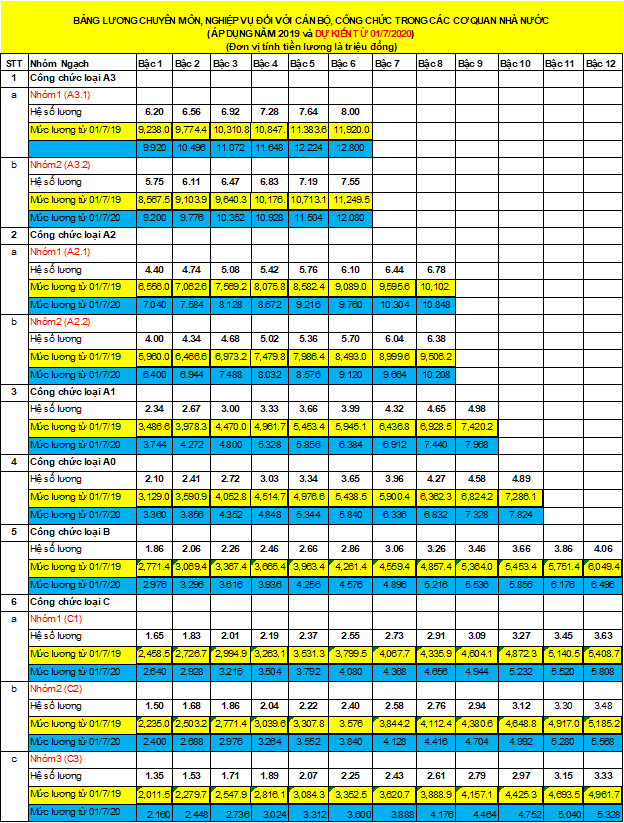 BẢNG LƯƠNG CHUYÊN MÔN, NGHIỆP VỤ ĐỐI VỚI CÁN BỘ, CÔNG CHỨC TRONG CÁC CƠ QUAN NHÀ NƯỚC
(ÁP DỤNG NĂM 2019 và DỰ KIẾN TỪ 01/7/2020)
(Đơn vị tính tiền lương là triệu đồng)
STT Nhóm Ngạch Bậc 1 Bậc 2 Bậc 3 Bậc 4 Bậc 5 Bậc 6 Bậc 7 Bậc 8 Bậc 9 Bậc 10 Bậc 11 Bậc 12
1 Công chức loại A3
a Nhóm1 (A3.1)
Hệ số lương 6.20 6.56 6.92 7.28 7.64 8.00
Mức lương từ 01/7/19 9,238.0 9,774.4 10,310.8 10,847. 11.383.6 11,920.0
9.920 10.496 11.072 11.648 12.224 12.800
b Nhóm2 (A3.2)
Hệ số lương 5.75 6.11 6.47 6.83 7.19 7.55
Mức lương từ 01/7/19 8,567.5 9,103.9 9,640.3 10,176. 10,713.1 11,249.5
Mức lương từ 01/7/20 9.200 9.776 10.352 10.928 11.504 12.080
2 Công chức loại A2
a Nhóm1 (A2.1)
Hệ số lương 4.40 4.74 5.08 5.42 5.76 6.10 6.44 6.78
Mức lương từ 01/7/19 6,556.0 7,062.6 7,569.2 8,075.8 8,582.4 9,089.0 9,595.6 10,102.
Mức lương từ 01/7/20 7.040 7.584 8.128 8.672 9.216 9.760 10.304 10.848
b Nhóm2 (A2.2)
Hệ số lương 4.00 4.34 4.68 5.02 5.36 5.70 6.04 6.38
Mức lương từ 01/7/19 5,960.0 6,466.6 6,973.2 7,479.8 7,986.4 8,493.0 8,999.6 9,506.2
Mức lương từ 01/7/20 6.400 6.944 7.488 8.032 8.576 9.120 9.664 10.208
3 Công chức loại A1
Hệ số lương 2.34 2.67 3.00 3.33 3.66 3.99 4.32 4.65 4.98
Mức lương từ 01/7/19 3,486.6 3,978.3 4,470.0 4,961.7 5,453.4 5,945.1 6,436.8 6,928.5 7,420.2
Mức lương từ 01/7/20 3.744 4.272 4.800 5.328 5.856 6.384 6.912 7.440 7.968
4 Công chức loại A0
Hệ số lương 2.10 2.41 2.72 3.03 3.34 3.65 3.96 4.27 4.58 4.89
Mức lương từ 01/7/19 3,129.0 3,590.9 4,052.8 4,514.7 4,976.6 5,438.5 5,900.4 6,362.3 6,824.2 7,286.1
Mức lương từ 01/7/20 3.360 3.856 4.352 4.848 5.344 5.840 6.336 6.832 7.328 7.824
5 Công chức loại B
Hệ số lương 1.86 2.06 2.26 2.46 2.66 2.86 3.06 3.26 3.46 3.66 3.86 4.06
Mức lương từ 01/7/19 2,771.4 3,069.4 3,367.4 3,665.4 3,963.4 4,261.4 4,559.4 4,857.4 5,364.0 5,453.4 5,751.4 6,049.4
Mức lương từ 01/7/20 2.976 3.296 3.616 3.936 4.256 4.576 4.896 5.216 5.536 5.856 6.176 6.496
6 Công chức loại C
a Nhóm1 (C1)
Hệ số lương 1.65 1.83 2.01 2.19 2.37 2.55 2.73 2.91 3.09 3.27 3.45 3.63
Mức lương từ 01/7/19 2,458.5 2,726.7 2,994.9 3,263.1 3,531.3 3,799.5 4,067.7 4,335.9 4,604.1 4,872.3 5,140.5 5,408.7
Mức lương từ 01/7/20 2.640 2.928 3.216 3.504 3.792 4.080 4.368 4.656 4.944 5.232 5.520 5.808
b Nhóm2 (C2)
Hệ số lương 1.50 1.68 1.86 2.04 2.22 2.40 2.58 2.76 2.94 3.12 3.30 3.48
Mức lương từ 01/7/19 2,235.0 2,503.2 2,771.4 3,039.6 3,307.8 3,576 3,844.2 4,112.4 4,380.6 4,648.8 4,917.0 5,185.2
Mức lương từ 01/7/20 2.400 2.688 2.976 3.264 3.552 3.840 4.128 4.416 4.704 4.992 5.280 5.568
c Nhóm3 (C3)
Hệ số lương 1.35 1.53 1.71 1.89 2.07 2.25 2.43 2.61 2.79 2.97 3.15 3.33
Mức lương từ 01/7/19 2,011.5 2,279.7 2,547.9 2,816.1 3,084.3 3,352.5 3,620.7 3,888.9 4,157.1 4,425.3 4,693.5 4,961.7
Mức lương từ 01/7/20 2.160 2.448 2.736 3.024 3.312 3.600 3.888 4.176 4.464 4.752 5.040 5.328